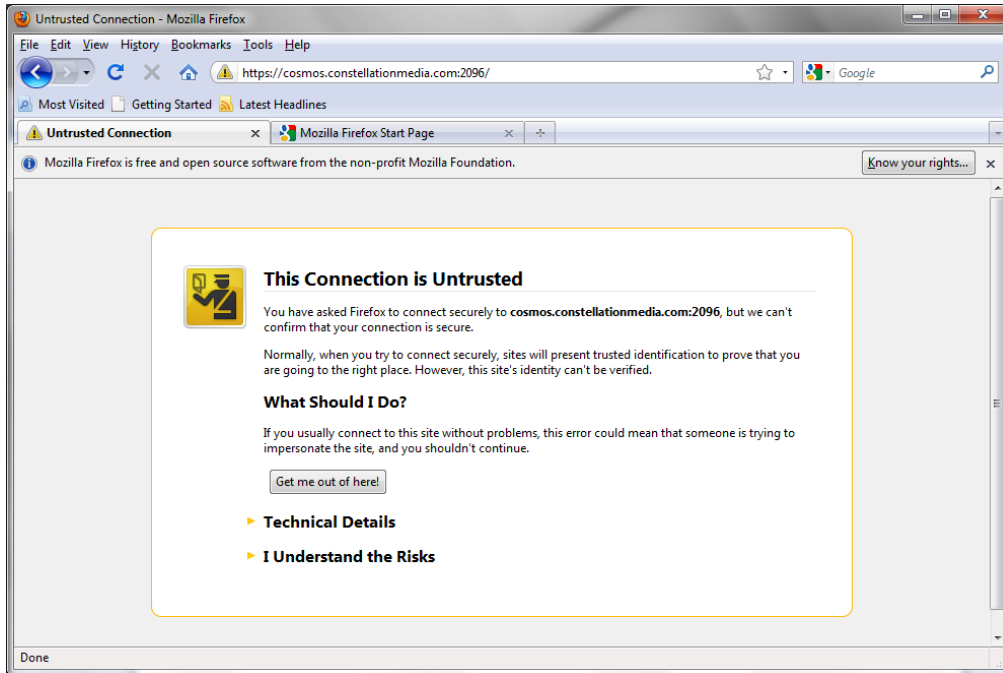 Untrusted Connection - Mozilla Firefox
File Edit View History Bookmarks Tools Help
https://cosmos.constellationmedia.com:2096/
Google
Most Visited Getting Started Latest Headlines
Untrusted Connection
Mozilla Firefox Start Page
Mozilla Firefox is free and open source software from the non-profit Mozilla Foundation.
Know your rights...
This Connection is Untrusted
You have asked Firefox to connect securely to cosmos.constellationmedia.com:2096, but we can't
confirm that your connection is secure.
Normally, when you try to connect securely, sites will present trusted identification to prove that you
are going to the right place. However, this site's identity can't be verified.
What Should I Do?
If you usually connect to this site without problems, this error could mean that someone is trying to
impersonate the site, and you shouldn't continue.
Get me out of here!
Technical Details
I Understand the Risks
Done